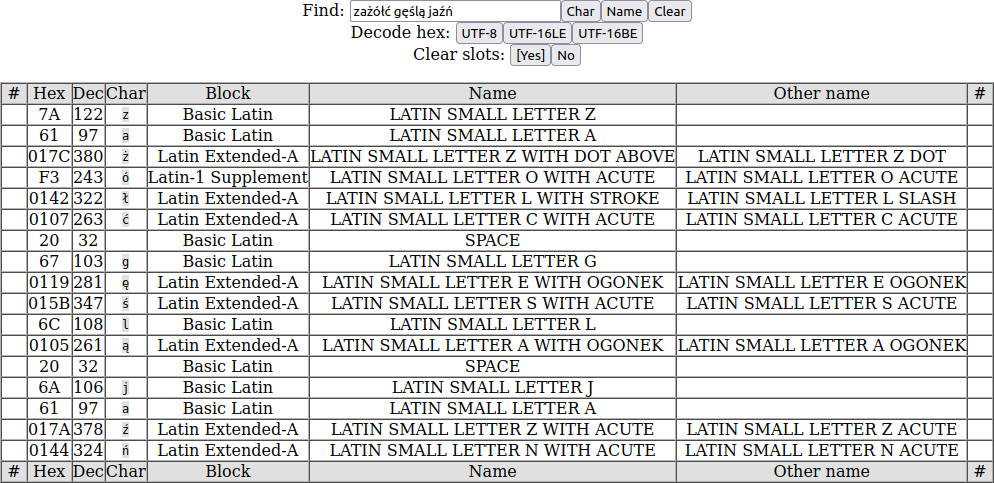 Find: zażółć gęślą jaźń Char Name Clear
Decode hex: UTF-8 UTF-16LE UTF-16BE
Clear slots: [Yes] No
# Hex Dec Char Block Name Other name #
7A 122 z Basic Latin LATIN SMALL LETTER Z
61 97 a Basic Latin LATIN SMALL LETTER A
017C 380 ż Latin Extended-A LATIN SMALL LETTER Z WITH DOT ABOVE LATIN SMALL LETTER Z DOT
F3 243 ó Latin-1 Supplement LATIN SMALL LETTER O WITH ACUTE LATIN SMALL LETTER O ACUTE
0142 322 ł Latin Extended-A LATIN SMALL LETTER L WITH STROKE LATIN SMALL LETTER L SLASH
0107 263 ć Latin Extended-A LATIN SMALL LETTER C WITH ACUTE LATIN SMALL LETTER C ACUTE
20 32 Basic Latin SPACE
67 103 g Basic Latin LATIN SMALL LETTER G
0119 281 ę Latin Extended-A LATIN SMALL LETTER E WITH OGONEK LATIN SMALL LETTER E OGONEK
015B 347 ś Latin Extended-A LATIN SMALL LETTER S WITH ACUTE LATIN SMALL LETTER S ACUTE
6C 108 l Basic Latin LATIN SMALL LETTER L
0105 261 ą Latin Extended-A LATIN SMALL LETTER A WITH OGONEK LATIN SMALL LETTER A OGONEK
20 32 Basic Latin SPACE
6A 106 j Basic Latin LATIN SMALL LETTER J
61 97 a Basic Latin LATIN SMALL LETTER A
017A 378 ź Latin Extended-A LATIN SMALL LETTER Z WITH ACUTE LATIN SMALL LETTER Z ACUTE
0144 324 ń Latin Extended-A LATIN SMALL LETTER N WITH ACUTE LATIN SMALL LETTER N ACUTE
# Hex Dec Char Block Name Other name #